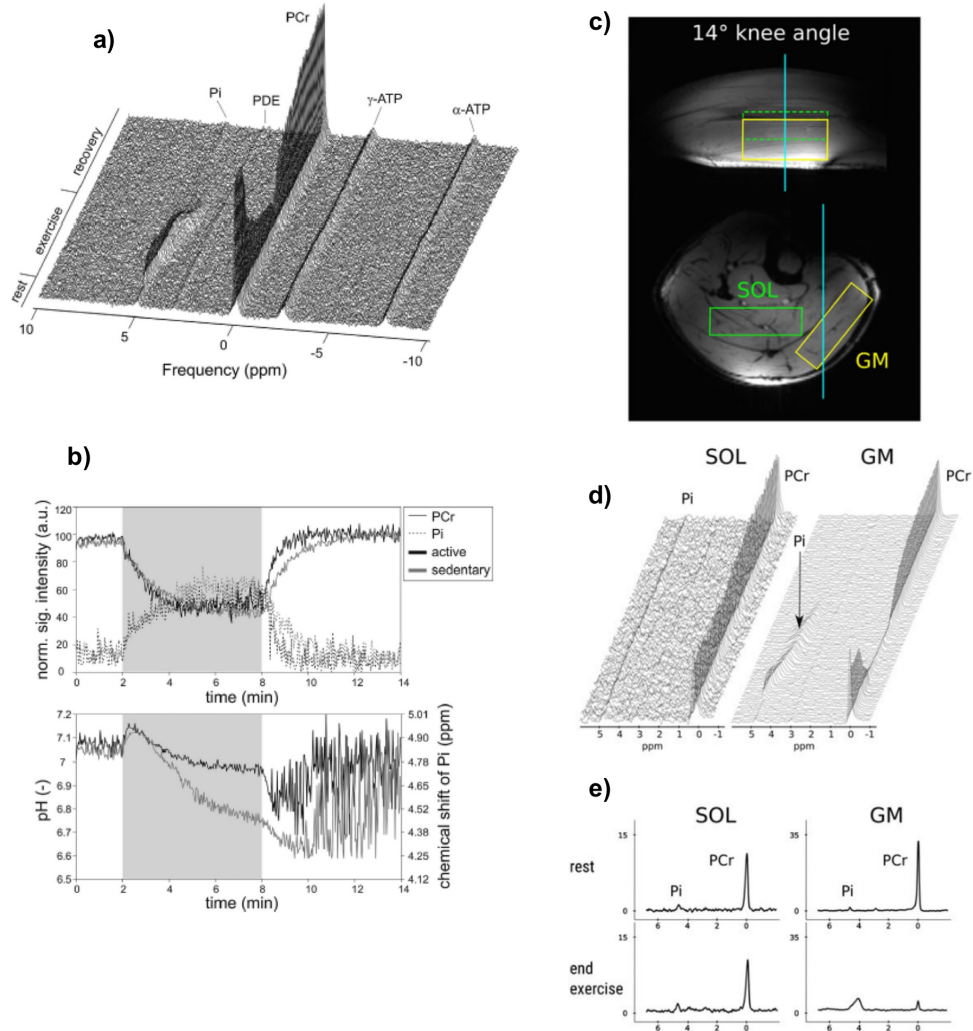 a)
PCr
Pi
PDE
γ-ATP
α-ATP
recovery
exercise
rest
10
5
0
-5
-10
Frequency (ppm)
b)
norm. sig. intensity (a.u.)
120
100
80
60
40
20
0
0 2 4 6 8 10 12 14
time (min)
PCr
Pi
active
sedentary
pH (-)
7.2
7.1
7
6.9
6.8
6.7
6.6
6.5
5.01
4.90
4.79
4.68
4.52
4.38
4.25
4.12
chemical shift of Pi (ppm)
0 2 4 6 8 10 12 14
time (min)
c)
14° knee angle
SOL
GM
d)
SOL
GM
PCr
PCr
Pi
Pi
5 4 3 2 1 0 -1
ppm
5 4 3 2 1 0 -1
ppm
e)
SOL
GM
rest
15
0
PCr
Pi
6 4 2 0
35
0
PCr
Pi
6 4 2 0
end
exercise
15
0
6 4 2 0
35
0
6 4 2 0